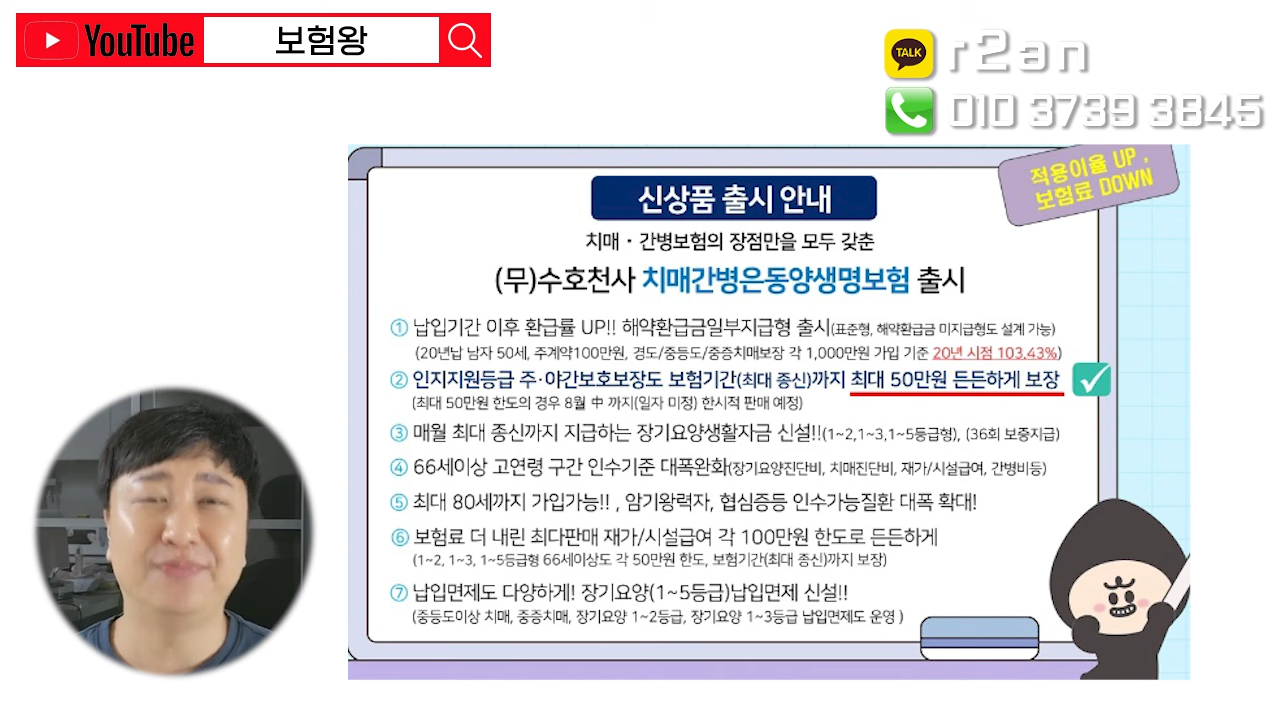 YouTube 보험왕
TALK r2an
010 3739 3845
적용이율 UP ,
보험료 DOWN
신상품 출시 안내
치매 · 간병보험의 장점만을 모두 갖춘
(무)수호천사 치매간병은동양생명보험 출시
① 납입기간 이후 환급률 UP!! 해약환급금일부지급형 출시(표준형, 해약환급금 미지급형도 설계 가능)
(20년납 남자 50세, 주계약100만원, 경도/중등도/중증치매보장 각 1,000만원 가입 기준 20년 시점 103.43%)
② 인지지원등급 주·야간보호보장도 보험기간(최대 종신)까지 최대 50만원 든든하게 보장
(최대 50만원 한도의 경우 8월 中 까지(일자 미정) 한시적 판매 예정)
③ 매월 최대 종신까지 지급하는 장기요양생활자금 신설!!(1~2,1~3,1~5등급형), (36회 보증지급)
④ 66세이상 고연령 구간 인수기준 대폭완화(장기요양진단비, 치매진단비, 재가/시설급여, 간병비등)
⑤ 최대 80세까지 가입가능!! , 암기왕력자, 협심증등 인수가능질환 대폭 확대!
⑥ 보험료 더 내린 최다판매 재가/시설급여 각 100만원 한도로 든든하게
(1~2, 1~3, 1~5등급형 66세이상도 각 50만원 한도, 보험기간(최대 종신)까지 보장)
⑦ 납입면제도 다양하게! 장기요양(1~5등급)납입면제 신설!!
(중등도이상 치매, 중증치매, 장기요양 1~2등급, 장기요양 1~3등급 납입면제도 운영 )